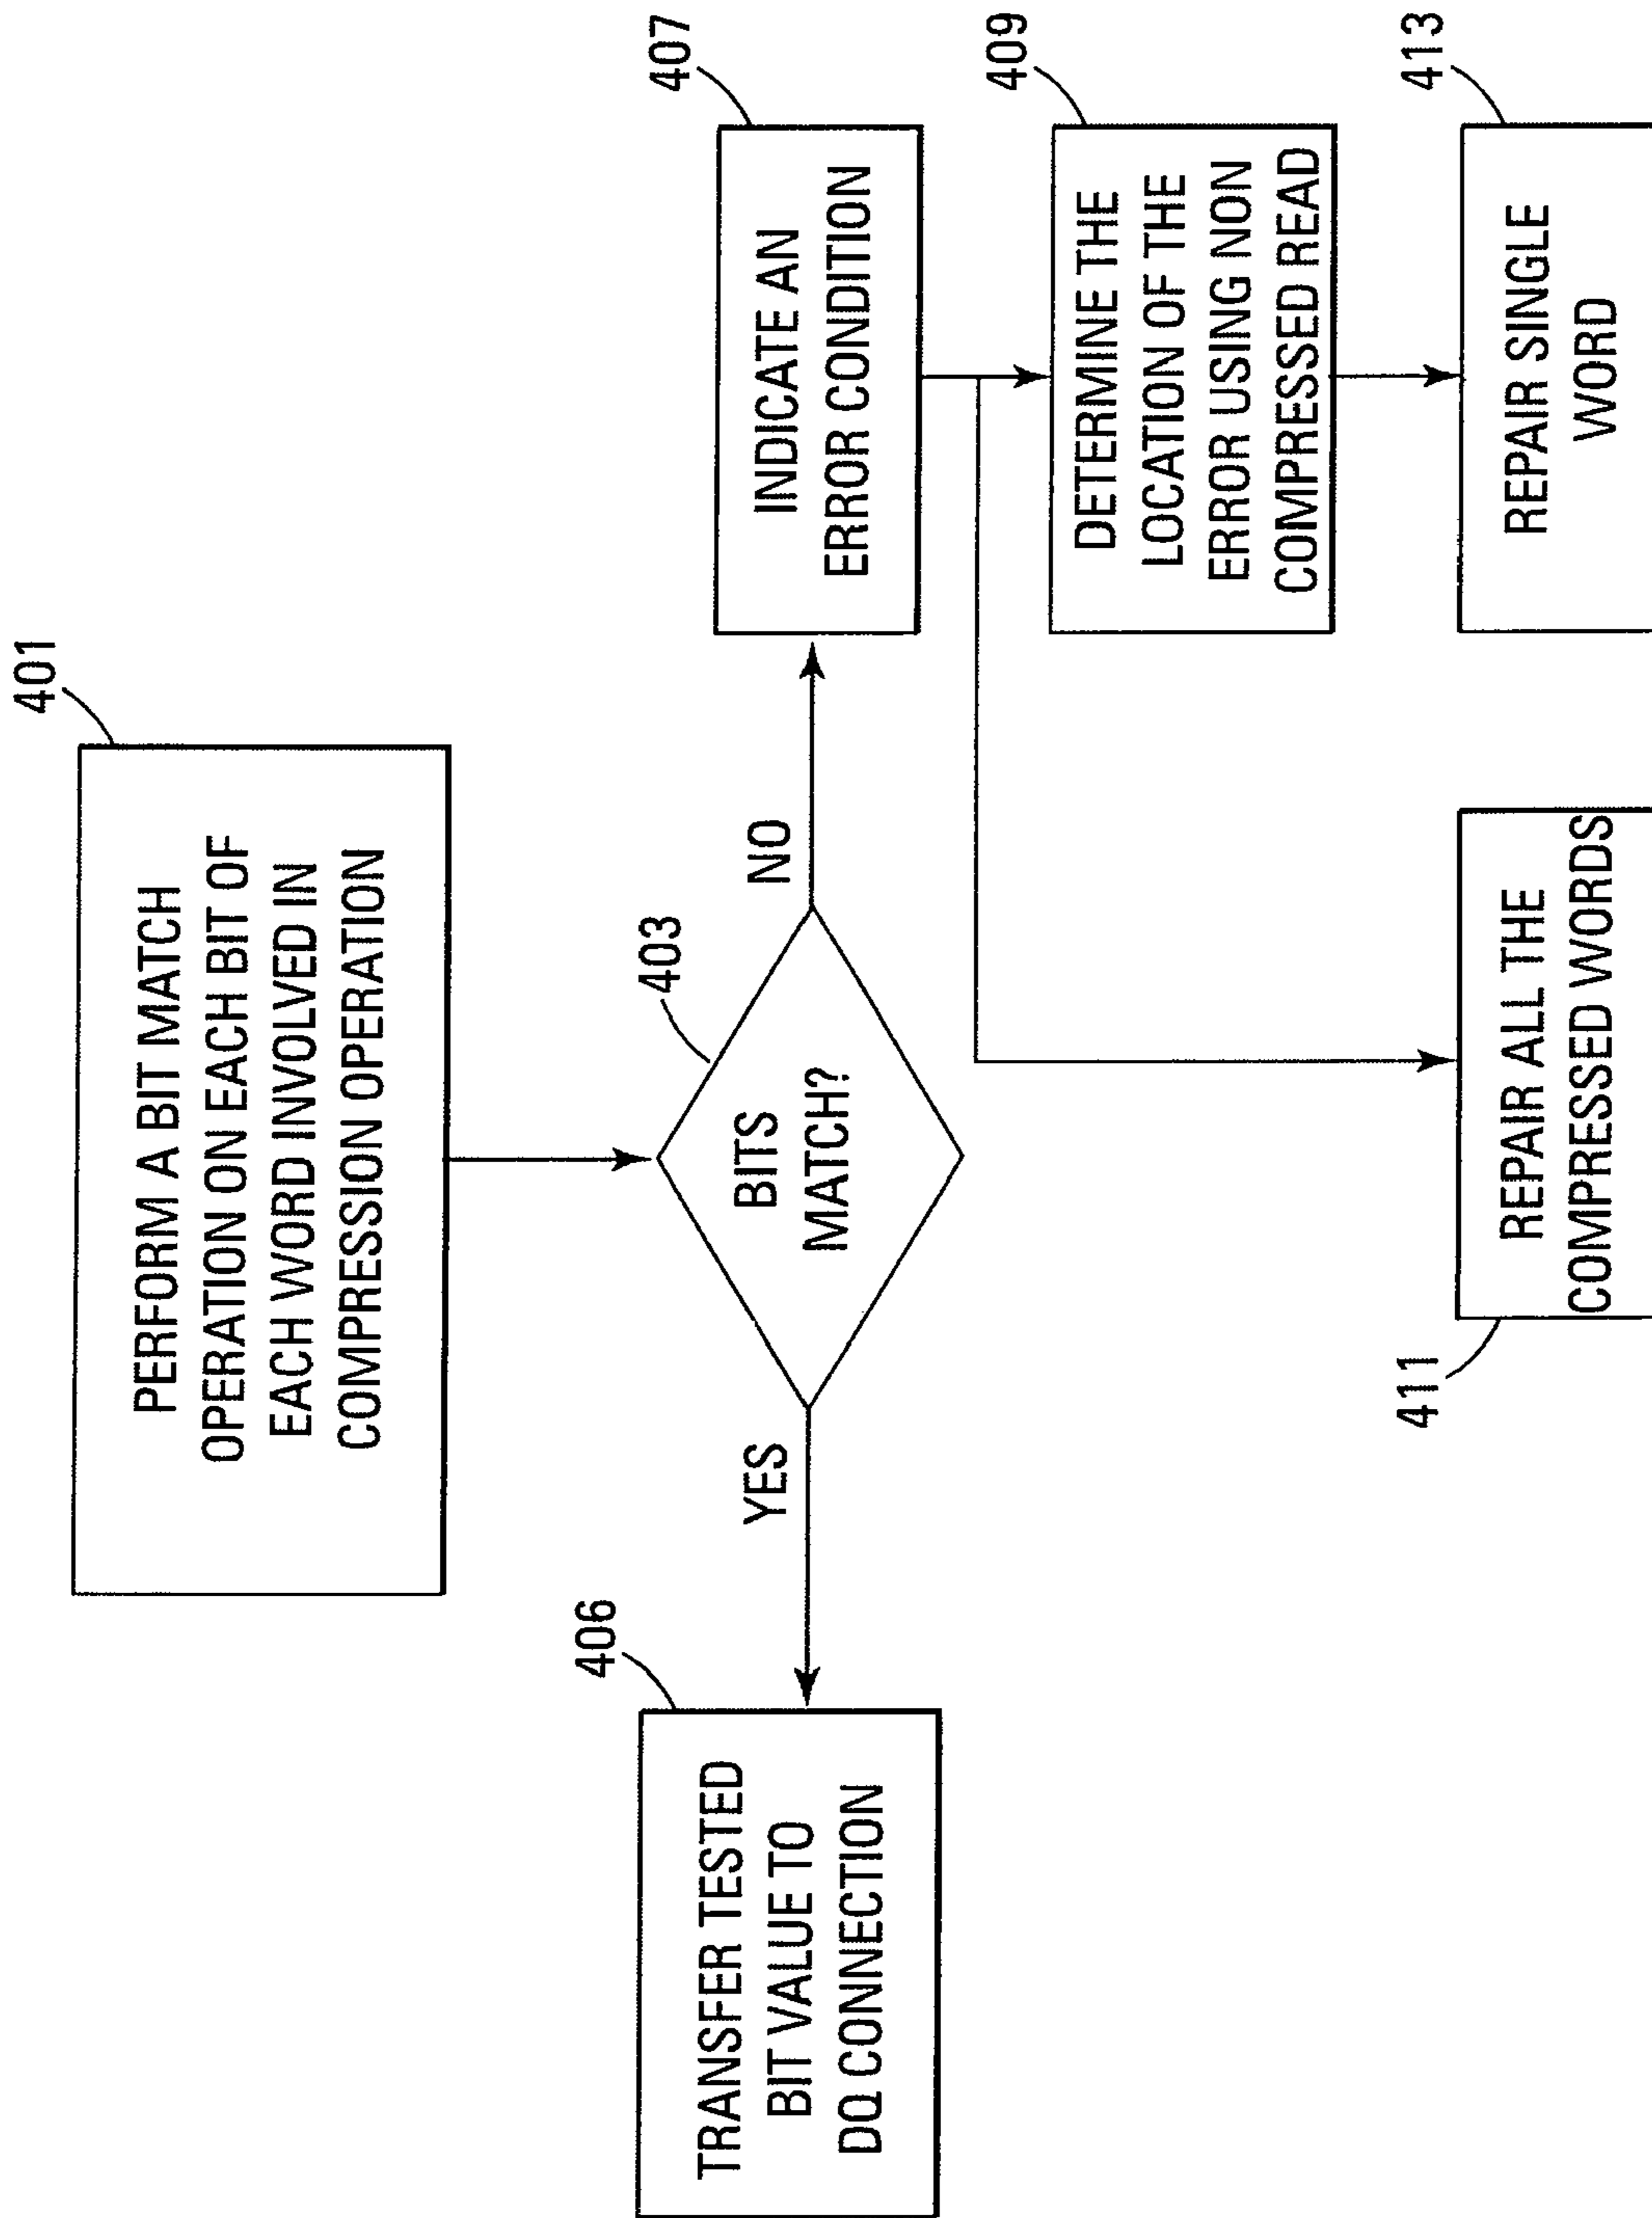 401
PERFORM A BIT MATCH
OPERATION ON EACH BIT OF
EACH WORD INVOLVED IN
COMPRESSION OPERATION
403
BITS
MATCH?
YES
NO
406
TRANSFER TESTED
BIT VALUE TO
DQ CONNECTION
407
INDICATE AN
ERROR CONDITION
409
DETERMINE THE
LOCATION OF THE
ERROR USING NON
COMPRESSED READ
411
REPAIR ALL THE
COMPRESSED WORDS
413
REPAIR SINGLE
WORD